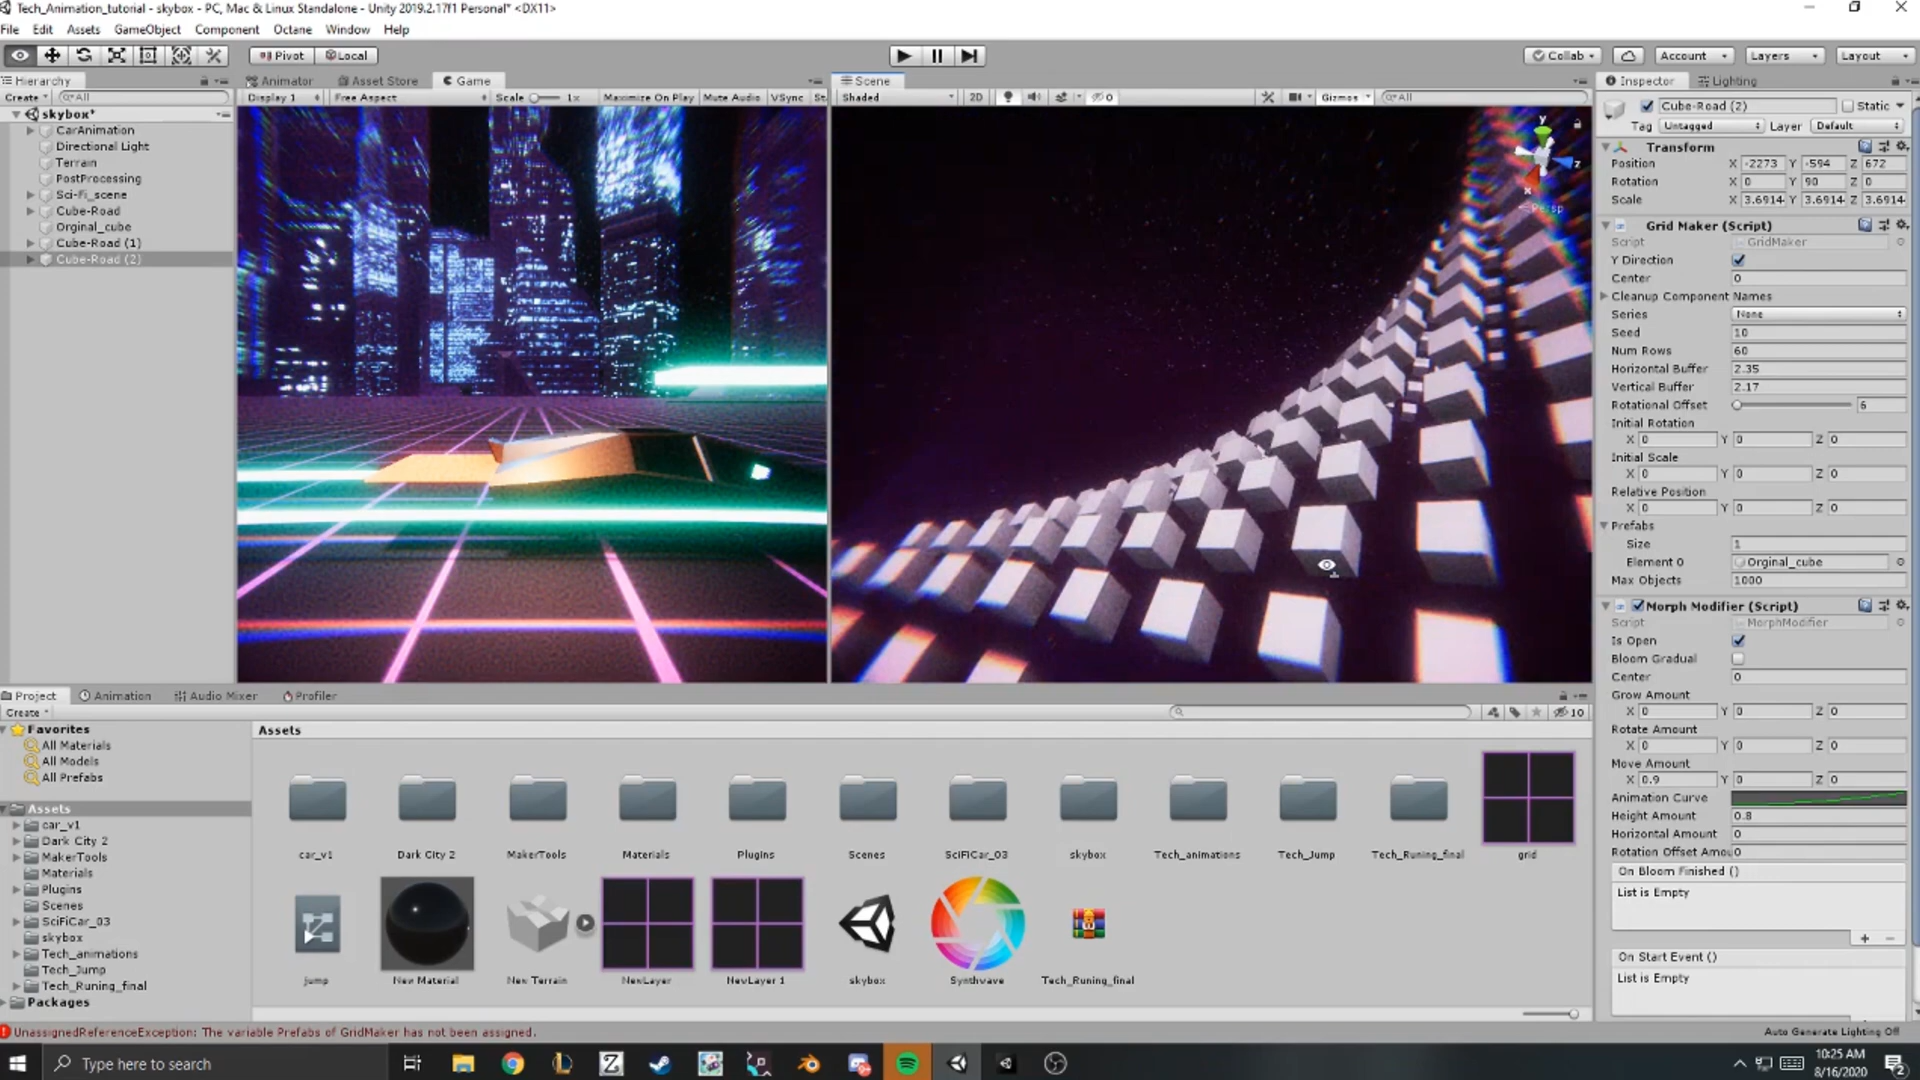 Tech_Animation_tutorial - skybox - PC, Mac & Linux Standalone - Unity 2019.2.17f1 Personal* <DX11>
File Edit Assets GameObject Component Octane Window Help
Pivot Local Collab Account Layers Layout
Hierarchy
Create All
skybox*
CarAnimation
Directional Light
Terrain
PostProcessing
Sci-Fi_scene
Cube-Road
Orginal_cube
Cube-Road (1)
Cube-Road (2)
Animator Asset Store Game
Display 1 Free Aspect Scale 1x Maximize On Play Mute Audio VSync St
Scene
Shaded 2D 0 Gizmos All
y
z
x
Persp
Inspector Lighting
Cube-Road (2) Static
Tag Untagged Layer Default
Transform
Position X -2273 Y -594 Z 672
Rotation X 0 Y 90 Z 0
Scale X 3.6914 Y 3.6914 Z 3.6914
Grid Maker (Script)
Script GridMaker
Y Direction
Center 0
Cleanup Component Names
Series None
Seed 10
Num Rows 60
Horizontal Buffer 2.35
Vertical Buffer 2.17
Rotational Offset 6
Initial Rotation
X 0 Y 0 Z 0
Initial Scale
X 0 Y 0 Z 0
Relative Position
X 0 Y 0 Z 0
Prefabs
Size 1
Element 0 Orginal_cube
Max Objects 1000
Morph Modifier (Script)
Script MorphModifier
Is Open
Bloom Gradual
Center 0
Grow Amount
X 0 Y 0 Z 0
Rotate Amount
X 0 Y 0 Z 0
Move Amount
X 0.9 Y 0 Z 0
Animation Curve
Height Amount 0.8
Horizontal Amount 0
Rotation Offset Amou 0
On Bloom Finished ()
List is Empty
+ -
On Start Event ()
List is Empty
Project Animation Audio Mixer Profiler
Create 10
Favorites
All Materials
All Models
All Prefabs
Assets
car_v1
Dark City 2
MakerTools
Materials
Plugins
Scenes
SciFiCar_03
skybox
Tech_animations
Tech_Jump
Tech_Runing_final
Packages
Assets
car_v1 Dark City 2 MakerTools Materials Plugins Scenes SciFiCar_03 skybox Tech_animations Tech_Jump Tech_Runing_final grid
jump New Material New Terrain NewLayer NewLayer 1 skybox Synthwave Tech_Runing_final
UnassignedReferenceException: The variable Prefabs of GridMaker has not been assigned.
Auto Generate Lighting Off
Type here to search
10:25 AM
8/16/2020
2